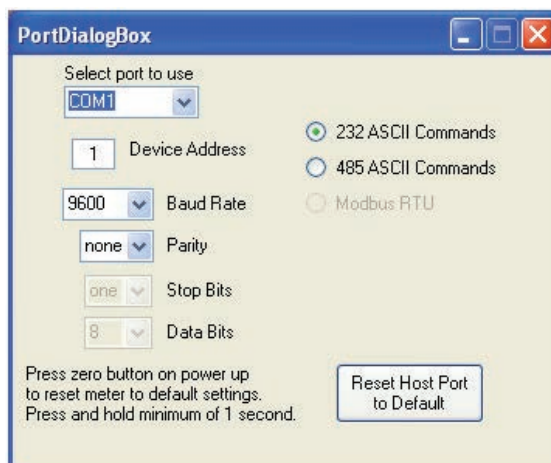 PortDialogBox
Select port to use
COM1
232 ASCII Commands
1 Device Address
485 ASCII Commands
9600 Baud Rate
Modbus RTU
none Parity
one Stop Bits
8 Data Bits
Press zero button on power up
to reset meter to default settings.
Press and hold minimum of 1 second.
Reset Host Port
to Default